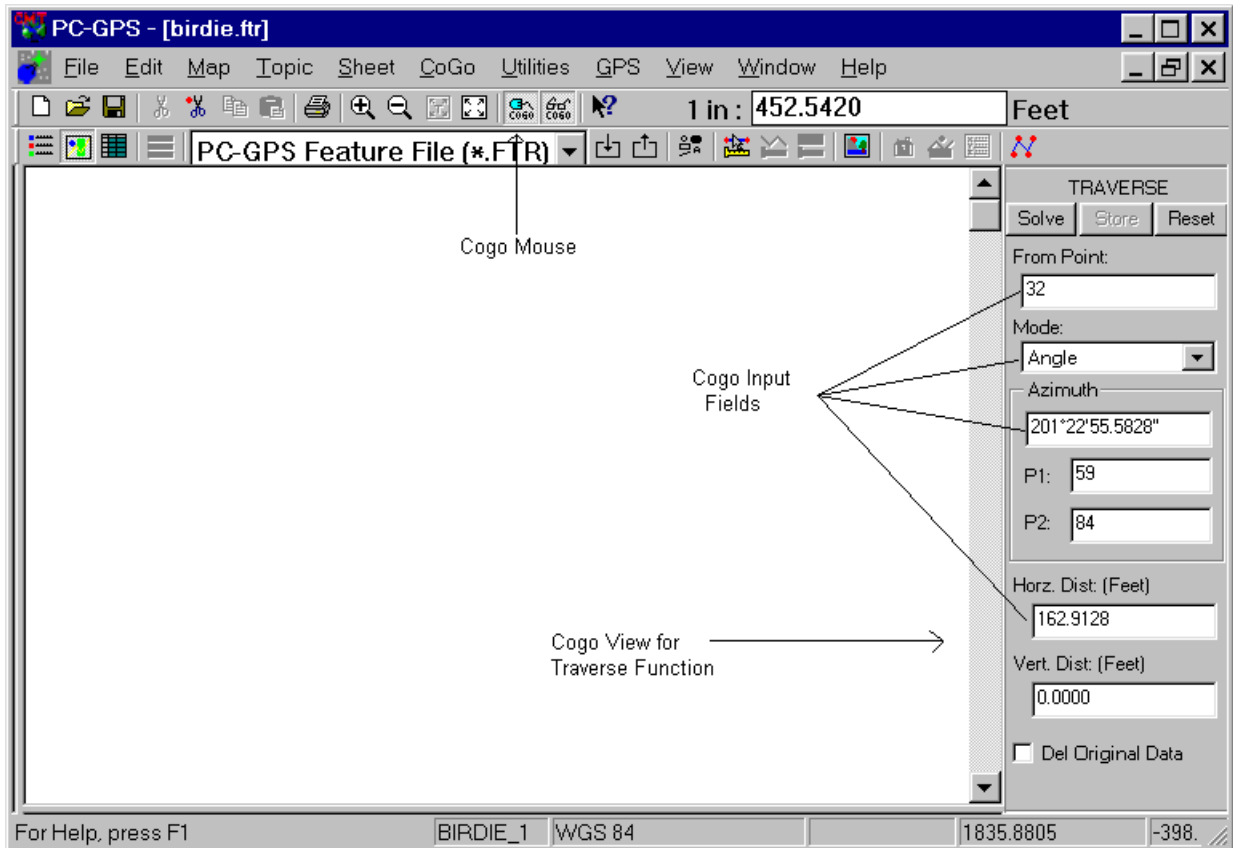 CMT
PC-GPS - [birdie.ftr]
File Edit Map Topic Sheet CoGo Utilities GPS View Window Help
COGO COGO 1 in : 452.5420 Feet
PC-GPS Feature File (*.FTR)
TRAVERSE
Solve Store Reset
Cogo Mouse
From Point:
32
Mode:
Angle
Cogo Input
Fields
Azimuth
201°22'55.5828"
P1: 59
P2: 84
Horz. Dist: (Feet)
162.9128
Cogo View for
Traverse Function
Vert. Dist: (Feet)
0.0000
Del Original Data
For Help, press F1 BIRDIE_1 WGS 84 1835.8805 -398.